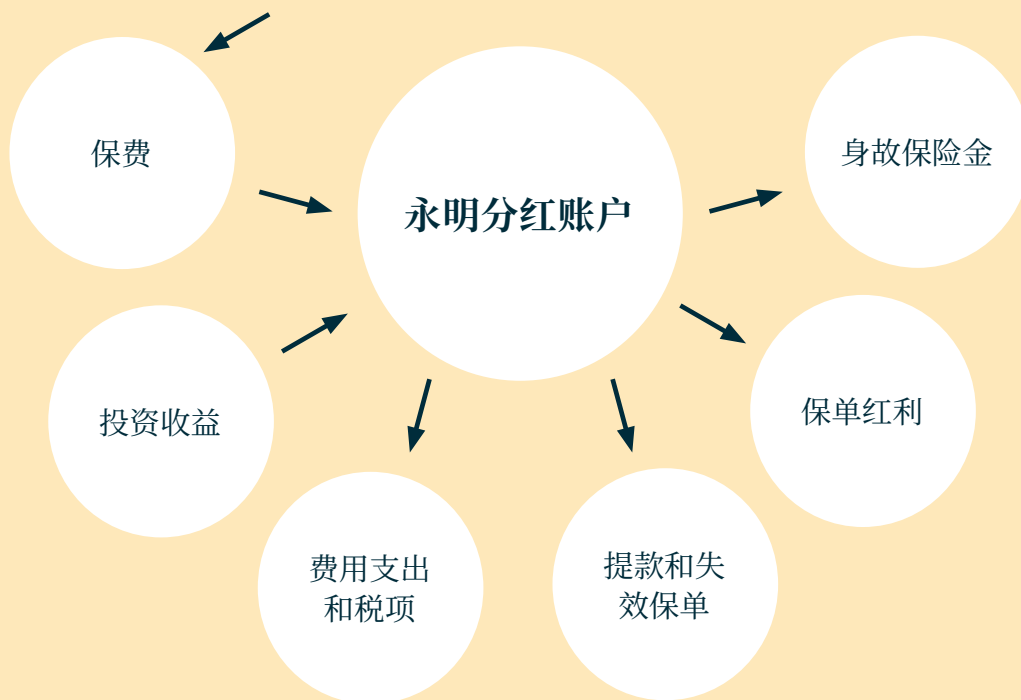 保费
永明分红账户
身故保险金
投资收益
保单红利
费用支出
和税项
提款和失
效保单